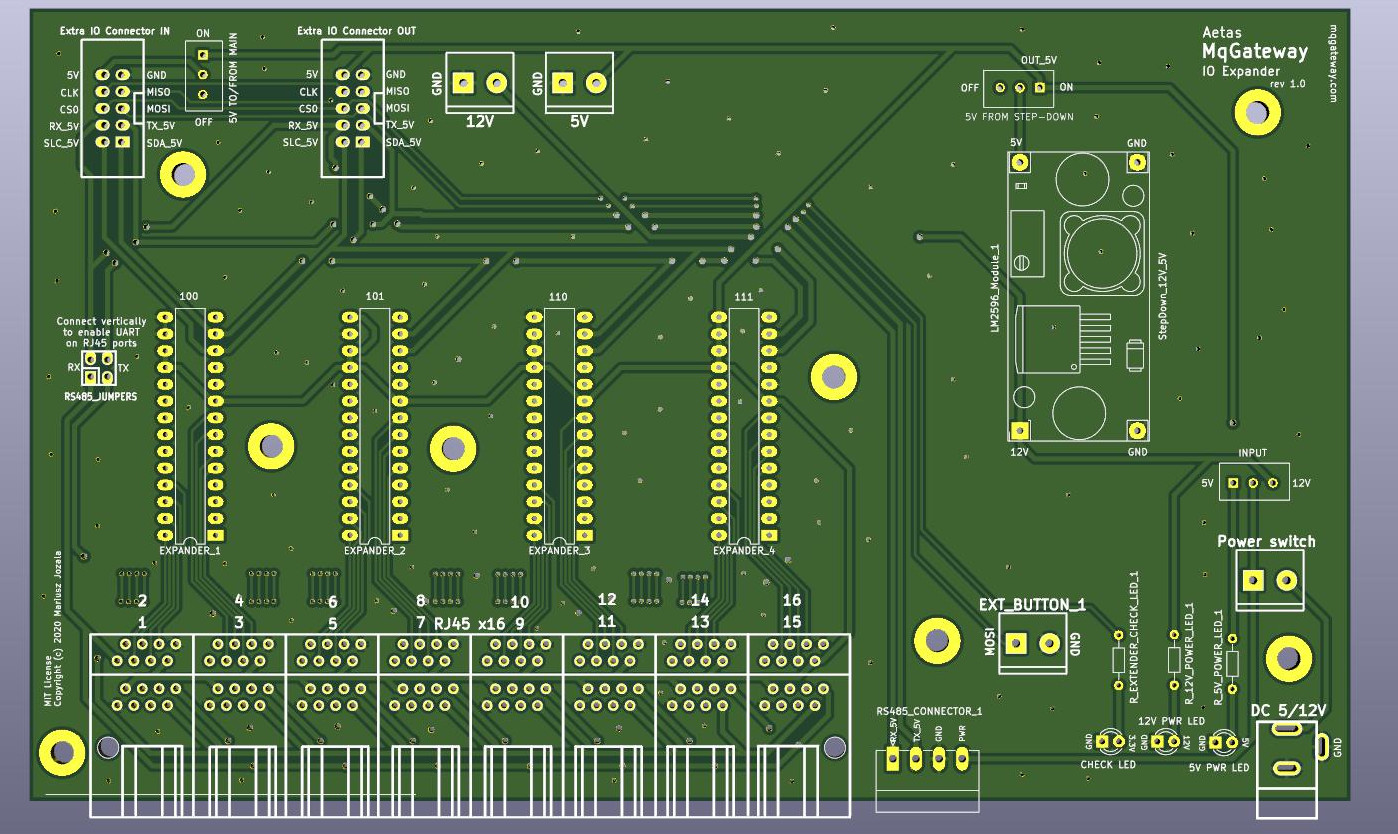 Extra IO Connector IN
5V
CLK
CS0
RX_5V
SLC_5V
GND
MISO
MOSI
TX_5V
SDA_5V
ON
OFF
5V TO/FROM MAIN
Extra IO Connector OUT
5V
CLK
CS0
RX_5V
SLC_5V
GND
MISO
MOSI
TX_5V
SDA_5V
GND
12V
GND
5V
OUT_5V
OFF
ON
5V FROM STEP-DOWN
Aetas
MqGateway
IO Expander
rev 1.0
mqgateway.com
5V
GND
LM2596_Module_1
StepDown_12V_5V
12V
GND
100
101
110
111
Connect vertically
to enable UART
on RJ45 ports
RX
TX
RS485_JUMPERS
EXPANDER_1
EXPANDER_2
EXPANDER_3
EXPANDER_4
INPUT
5V
12V
Power switch
MIT License
Copyright (c) 2020 Mariusz Jozala
2
4
6
8
10
12
14
16
1
3
5
7
RJ45 x16
9
11
13
15
EXT_BUTTON_1
MOSI
GND
R_EXTENDER_CHECK_LED_1
R_12V_POWER_LED_1
R_5V_POWER_LED_1
RS485_CONNECTOR_1
RX_5V
TX_5V
GND
PWR
GND
3.3V
CHECK LED
12V PWR LED
GND
12V
GND
5V
5V PWR LED
DC 5/12V
GND